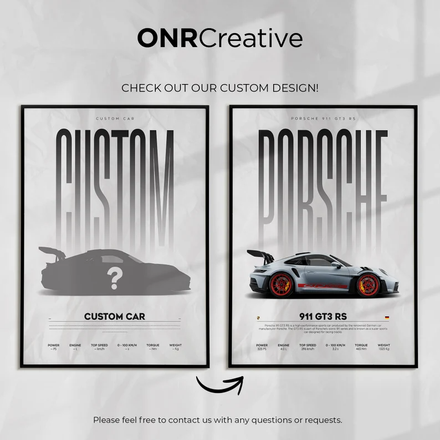 ONRCreative
CHECK OUT OUR CUSTOM DESIGN!
CUSTOM CAR
CUSTOM
?
CUSTOM CAR
POWER
ENGINE
TOP SPEED
0 - 100 KM/H
TORQUE
WEIGHT
PORSCHE 911 GT3 RS
PORSCHE
911 GT3 RS
POWER
ENGINE
TOP SPEED
0 - 100 KM/H
TORQUE
WEIGHT
Please feel free to contact us with any questions or requests.